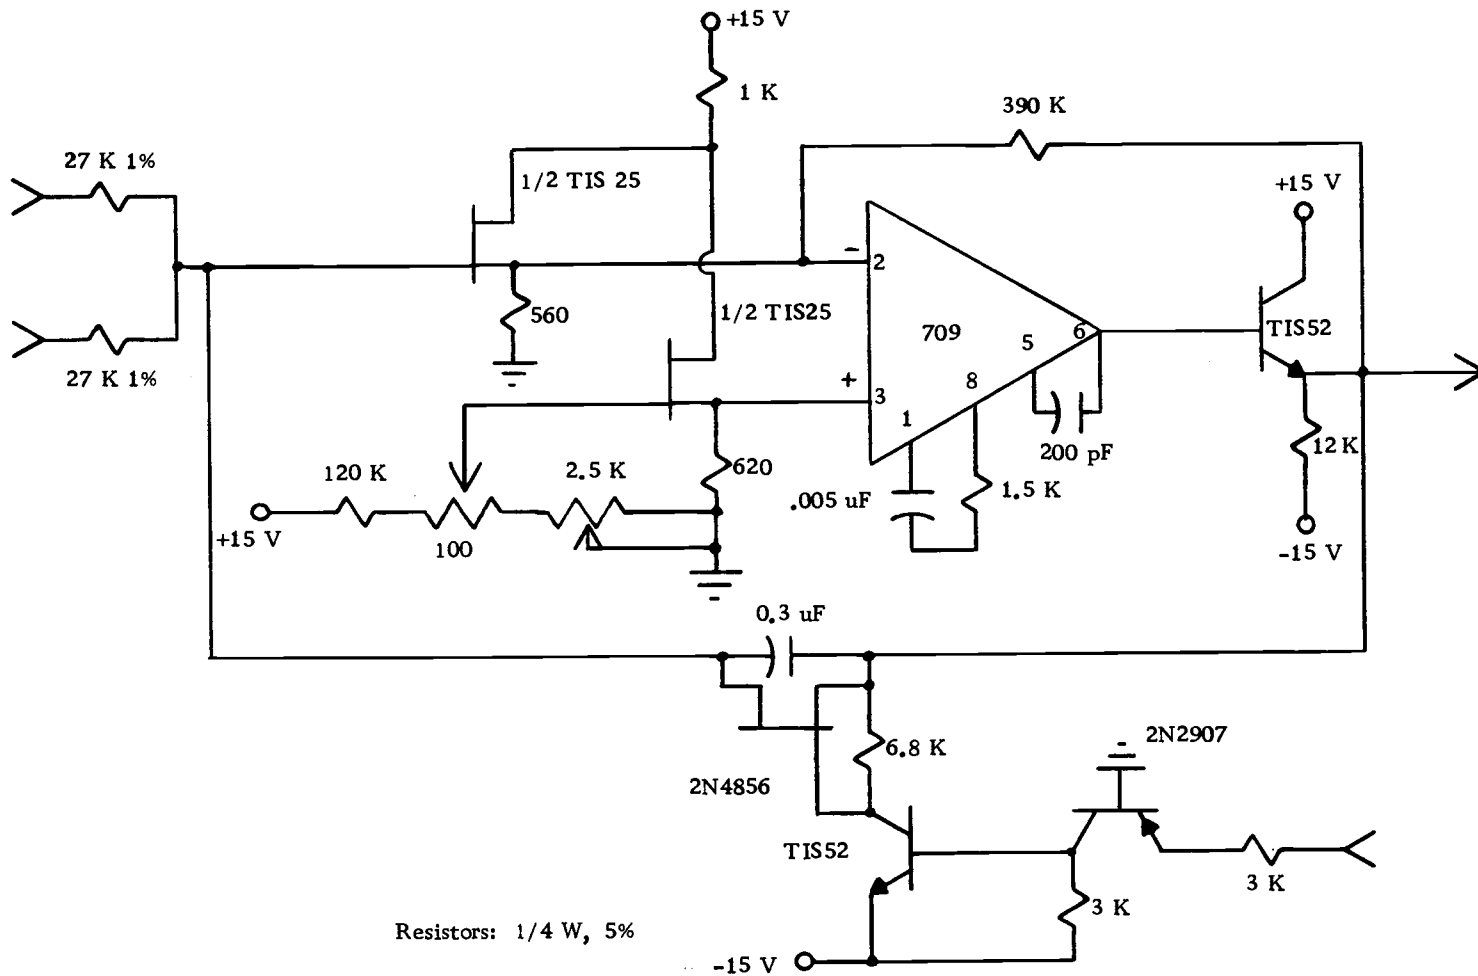 +15 V
1 K
390 K
27 K 1%
1/2 TIS 25
+15 V
2
560
1/2 TIS25
709
5
6
TIS52
27 K 1%
8
3
1
200 pF
12 K
120 K
2.5 K
620
.005 uF
1.5 K
+15 V
100
-15 V
0.3 uF
2N2907
6.8 K
2N4856
TIS52
3 K
3 K
Resistors: 1/4 W, 5%
-15 V